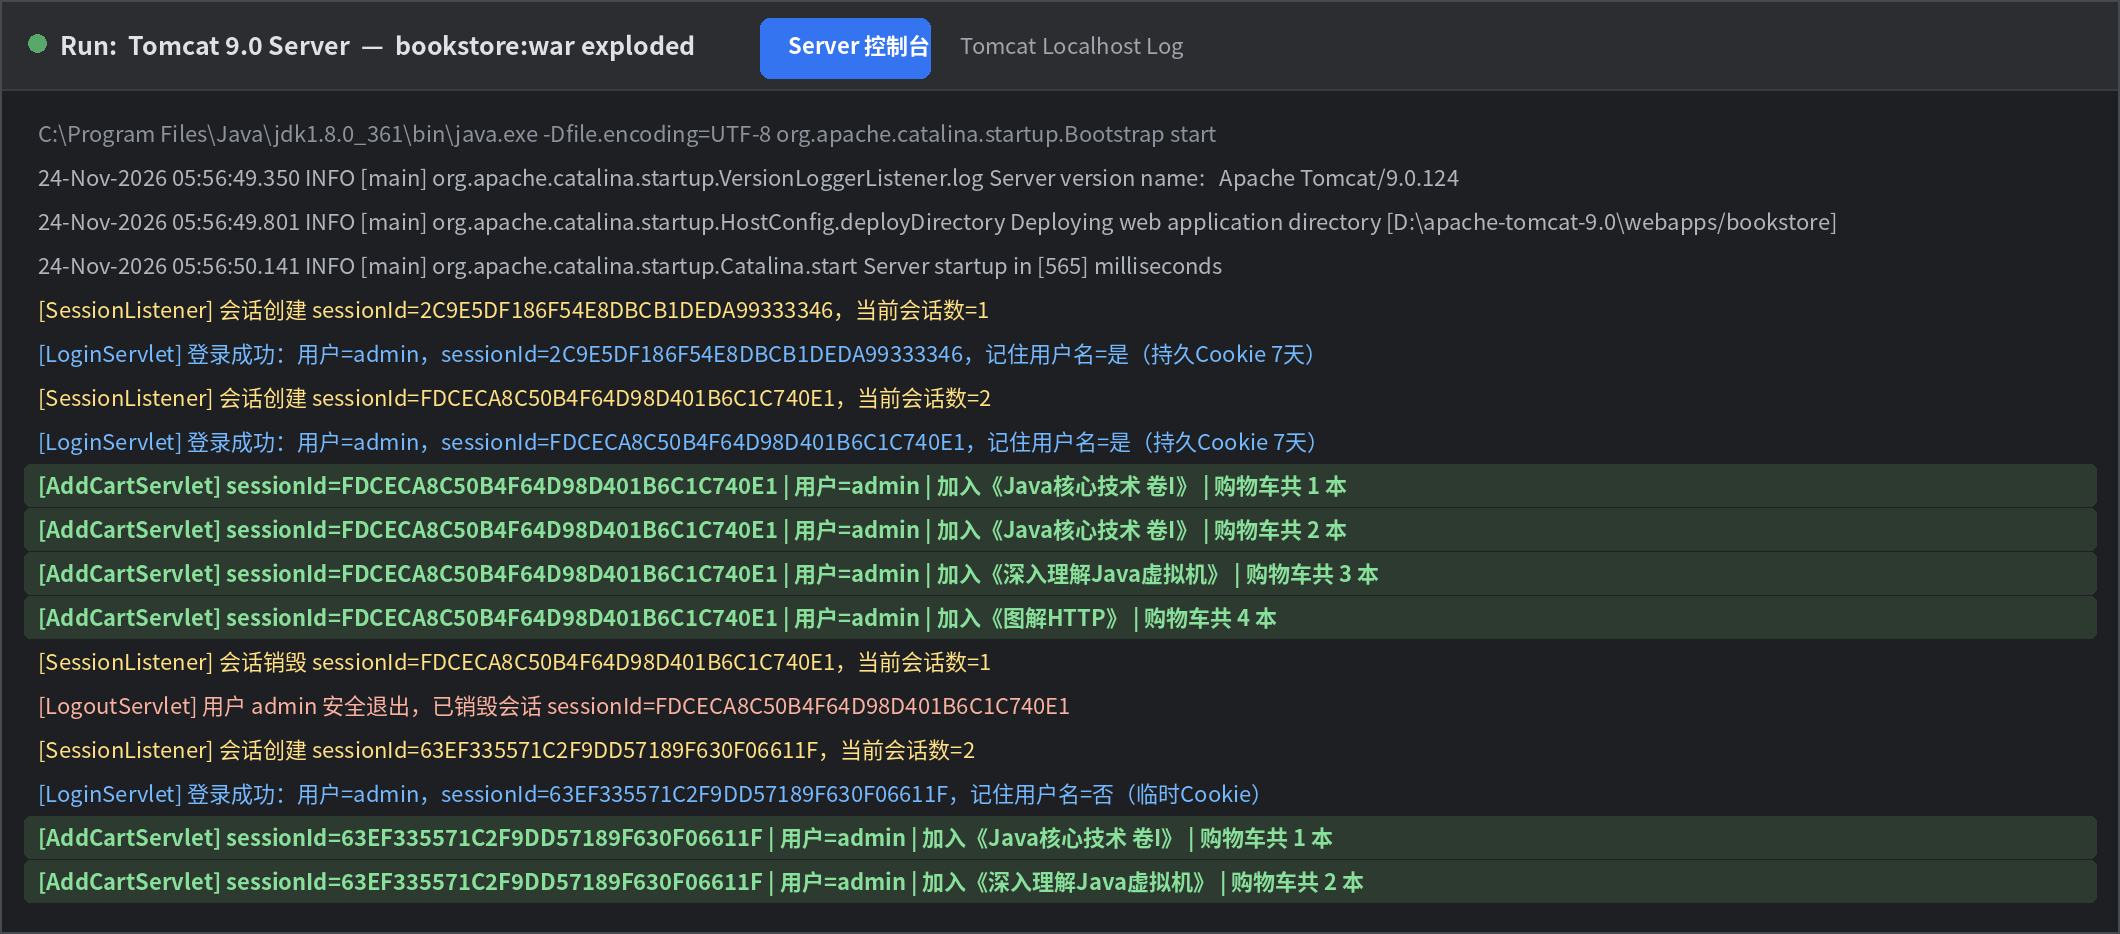 Run: Tomcat 9.0 Server — bookstore:war exploded Server 控制台 Tomcat Localhost Log
C:\Program Files\Java\jdk1.8.0_361\bin\java.exe -Dfile.encoding=UTF-8 org.apache.catalina.startup.Bootstrap start
24-Nov-2026 05:56:49.350 INFO [main] org.apache.catalina.startup.VersionLoggerListener.log Server version name: Apache Tomcat/9.0.124
24-Nov-2026 05:56:49.801 INFO [main] org.apache.catalina.startup.HostConfig.deployDirectory Deploying web application directory [D:\apache-tomcat-9.0\webapps/bookstore]
24-Nov-2026 05:56:50.141 INFO [main] org.apache.catalina.startup.Catalina.start Server startup in [565] milliseconds
[SessionListener] 会话创建 sessionId=2C9E5DF186F54E8DBCB1DEDA99333346，当前会话数=1
[LoginServlet] 登录成功：用户=admin，sessionId=2C9E5DF186F54E8DBCB1DEDA99333346，记住用户名=是（持久Cookie 7天）
[SessionListener] 会话创建 sessionId=FDCECA8C50B4F64D98D401B6C1C740E1，当前会话数=2
[LoginServlet] 登录成功：用户=admin，sessionId=FDCECA8C50B4F64D98D401B6C1C740E1，记住用户名=是（持久Cookie 7天）
[AddCartServlet] sessionId=FDCECA8C50B4F64D98D401B6C1C740E1 | 用户=admin | 加入《Java核心技术 卷I》 | 购物车共 1 本
[AddCartServlet] sessionId=FDCECA8C50B4F64D98D401B6C1C740E1 | 用户=admin | 加入《Java核心技术 卷I》 | 购物车共 2 本
[AddCartServlet] sessionId=FDCECA8C50B4F64D98D401B6C1C740E1 | 用户=admin | 加入《深入理解Java虚拟机》 | 购物车共 3 本
[AddCartServlet] sessionId=FDCECA8C50B4F64D98D401B6C1C740E1 | 用户=admin | 加入《图解HTTP》 | 购物车共 4 本
[SessionListener] 会话销毁 sessionId=FDCECA8C50B4F64D98D401B6C1C740E1，当前会话数=1
[LogoutServlet] 用户 admin 安全退出，已销毁会话 sessionId=FDCECA8C50B4F64D98D401B6C1C740E1
[SessionListener] 会话创建 sessionId=63EF335571C2F9DD57189F630F06611F，当前会话数=2
[LoginServlet] 登录成功：用户=admin，sessionId=63EF335571C2F9DD57189F630F06611F，记住用户名=否（临时Cookie）
[AddCartServlet] sessionId=63EF335571C2F9DD57189F630F06611F | 用户=admin | 加入《Java核心技术 卷I》 | 购物车共 1 本
[AddCartServlet] sessionId=63EF335571C2F9DD57189F630F06611F | 用户=admin | 加入《深入理解Java虚拟机》 | 购物车共 2 本